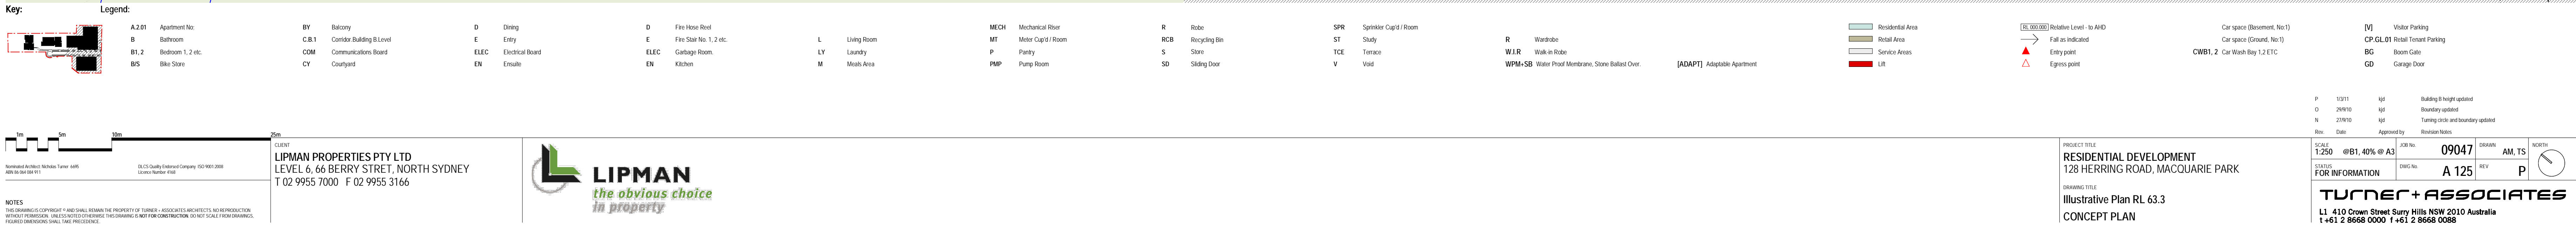 Key:
Legend:
A.2.01 Apartment No:
B Bathroom
B1, 2 Bedroom 1, 2 etc.
B/S Bike Store
BY Balcony
C.B.1 Corridor.Building B.Level
COM Communications Board
CY Courtyard
D Dining
E Entry
ELEC Electrical Board
EN Ensuite
D Fire Hose Reel
E Fire Stair No. 1, 2 etc.
ELEC Garbage Room.
EN Kitchen
L Living Room
LY Laundry
M Meals Area
MECH Mechanical Riser
MT Meter Cup'd / Room
P Pantry
PMP Pump Room
R Robe
RCB Recycling Bin
S Store
SD Sliding Door
SPR Sprinkler Cup'd / Room
ST Study
TCE Terrace
V Void
R Wardrobe
W.I.R Walk-in Robe
WPM+SB Water Proof Membrane, Stone Ballast Over.
[ADAPT] Adaptable Apartment
Residential Area
Retail Area
Service Areas
Lift
RL 000.000 Relative Level - to AHD
Fall as indicated
Entry point
Egress point
Car space (Basement, No:1)
Car space (Ground, No:1)
CWB1, 2 Car Wash Bay 1,2 ETC
[V] Visitor Parking
CP.GL.01 Retail Tenant Parking
BG Boom Gate
GD Garage Door
P 1/3/11 kjd Building B height updated
O 29/9/10 kjd Boundary updated
N 27/9/10 kjd Turning circle and boundary updated
Rev. Date Approved by Revision Notes
1m 5m 10m 25m
Nominated Architect: Nicholas Turner 6695
ABN 86 064 084 911
DLCS Quality Endorsed Company ISO 9001:2008
Licence Number 4168
NOTES
THIS DRAWING IS COPYRIGHT © AND SHALL REMAIN THE PROPERTY OF TURNER + ASSOCIATES ARCHITECTS. NO REPRODUCTION
WITHOUT PERMISSION. UNLESS NOTED OTHERWISE THIS DRAWING IS NOT FOR CONSTRUCTION. DO NOT SCALE FROM DRAWINGS.
FIGURED DIMENSIONS SHALL TAKE PRECEDENCE.
CLIENT
LIPMAN PROPERTIES PTY LTD
LEVEL 6, 66 BERRY STRET, NORTH SYDNEY
T 02 9955 7000 F 02 9955 3166
LIPMAN
the obvious choice
in property
PROJECT TITLE
RESIDENTIAL DEVELOPMENT
128 HERRING ROAD, MACQUARIE PARK
DRAWING TITLE
Illustrative Plan RL 63.3
CONCEPT PLAN
SCALE
1:250 @B1, 40% @ A3
JOB No.
09047
DRAWN
AM, TS
NORTH
STATUS
FOR INFORMATION
DWG No.
A 125
REV
P
TURNER+ASSOCIATES
L1 410 Crown Street Surry Hills NSW 2010 Australia
t +61 2 8668 0000 f +61 2 8668 0088